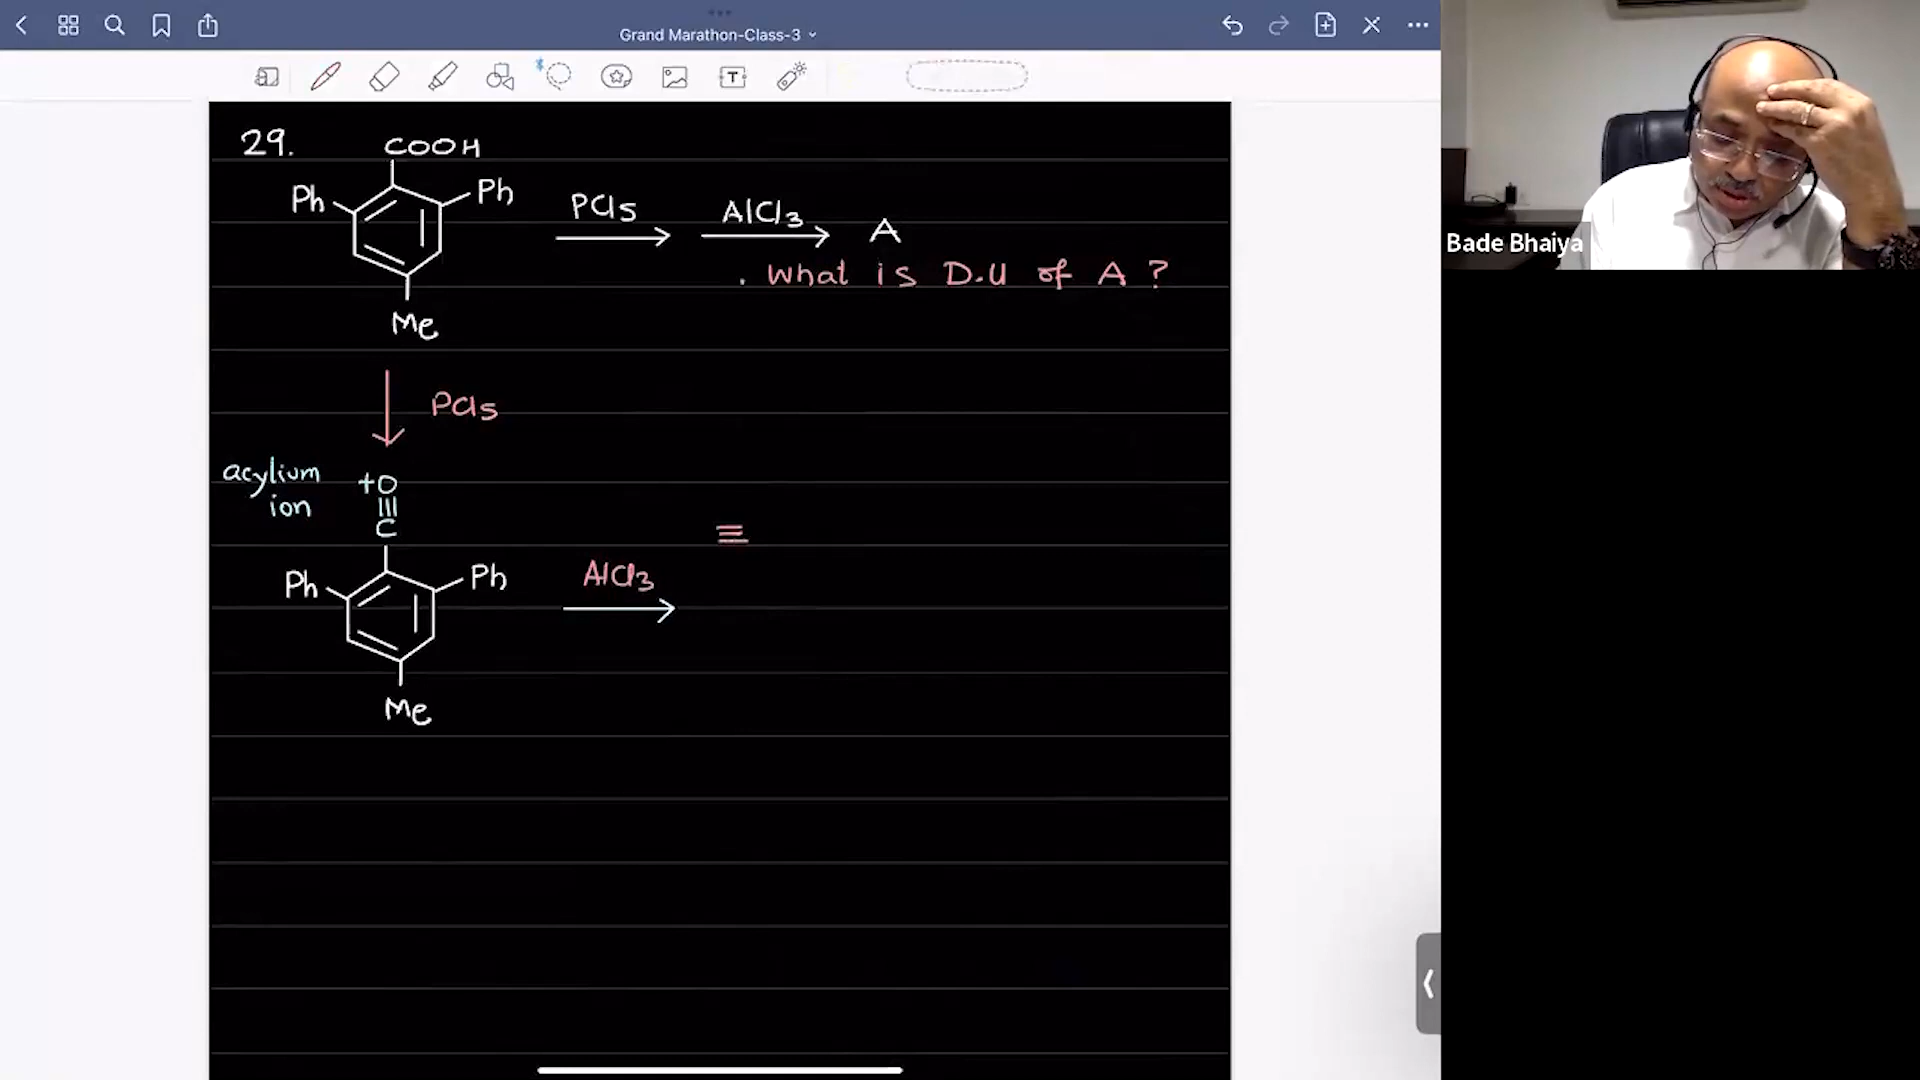 Grand Marathon-Class-3
T
29.
COOH
Ph
Ph
PCl5
AlCl3
A
. What is D.U of A ?
Me
PCl5
acylium
ion
+O
C
Ph
Ph
AlCl3
Me
Bade Bhaiya